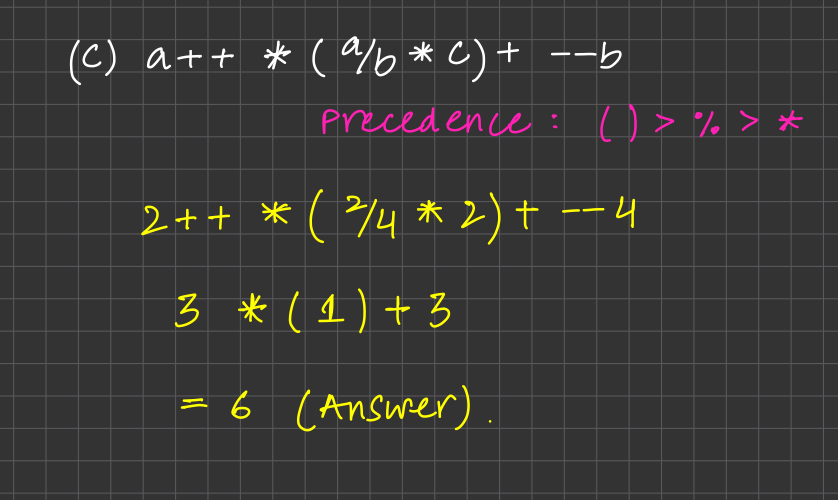 (C) a++ * ( a/b * c) + --b
Precedence : ( ) > % > *
2++ * ( 2/4 * 2) + --4
3 * ( 1 ) + 3
= 6 (Answer).